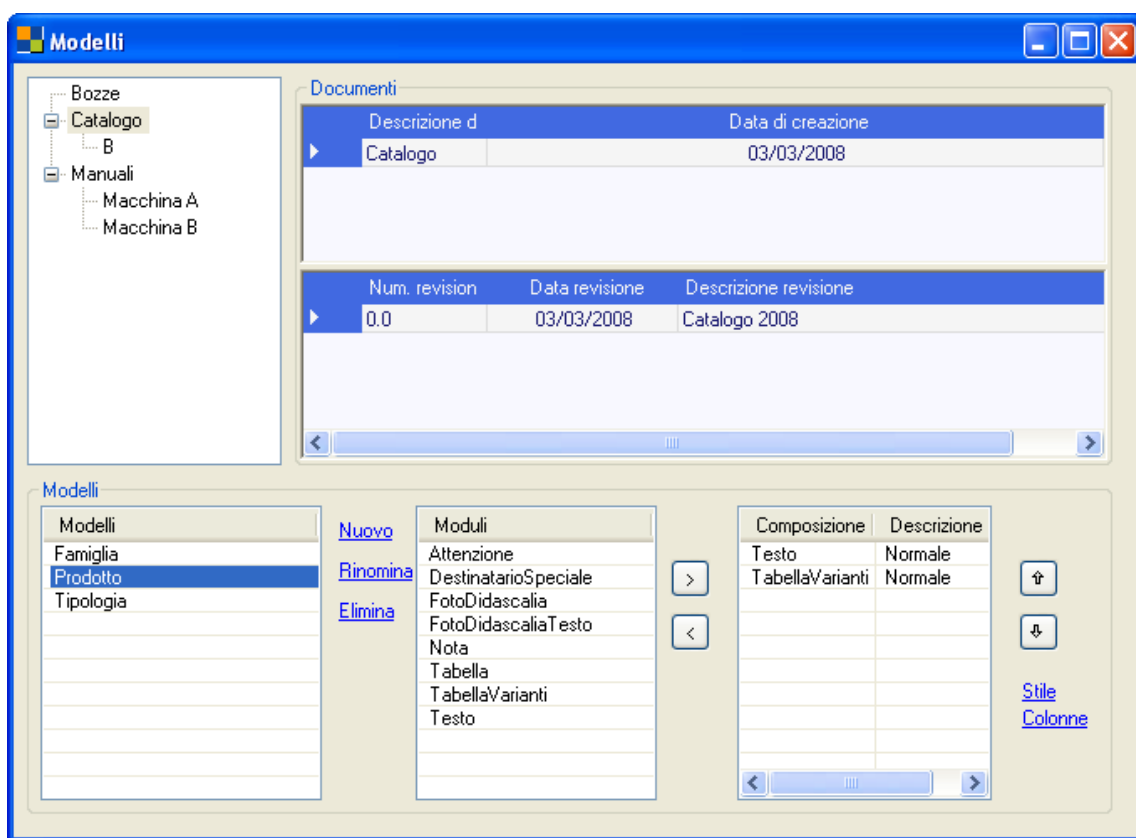 Modelli
Bozze
Catalogo
B
Manuali
Macchina A
Macchina B
Documenti
Descrizione d Data di creazione
Catalogo 03/03/2008
Num. revision Data revisione Descrizione revisione
0.0 03/03/2008 Catalogo 2008
Modelli
Modelli
Famiglia
Prodotto
Tipologia
Nuovo
Rinomina
Elimina
Moduli
Attenzione
DestinatarioSpeciale
FotoDidascalia
FotoDidascaliaTesto
Nota
Tabella
TabellaVarianti
Testo
>
<
Composizione Descrizione
Testo Normale
TabellaVarianti Normale
Stile
Colonne